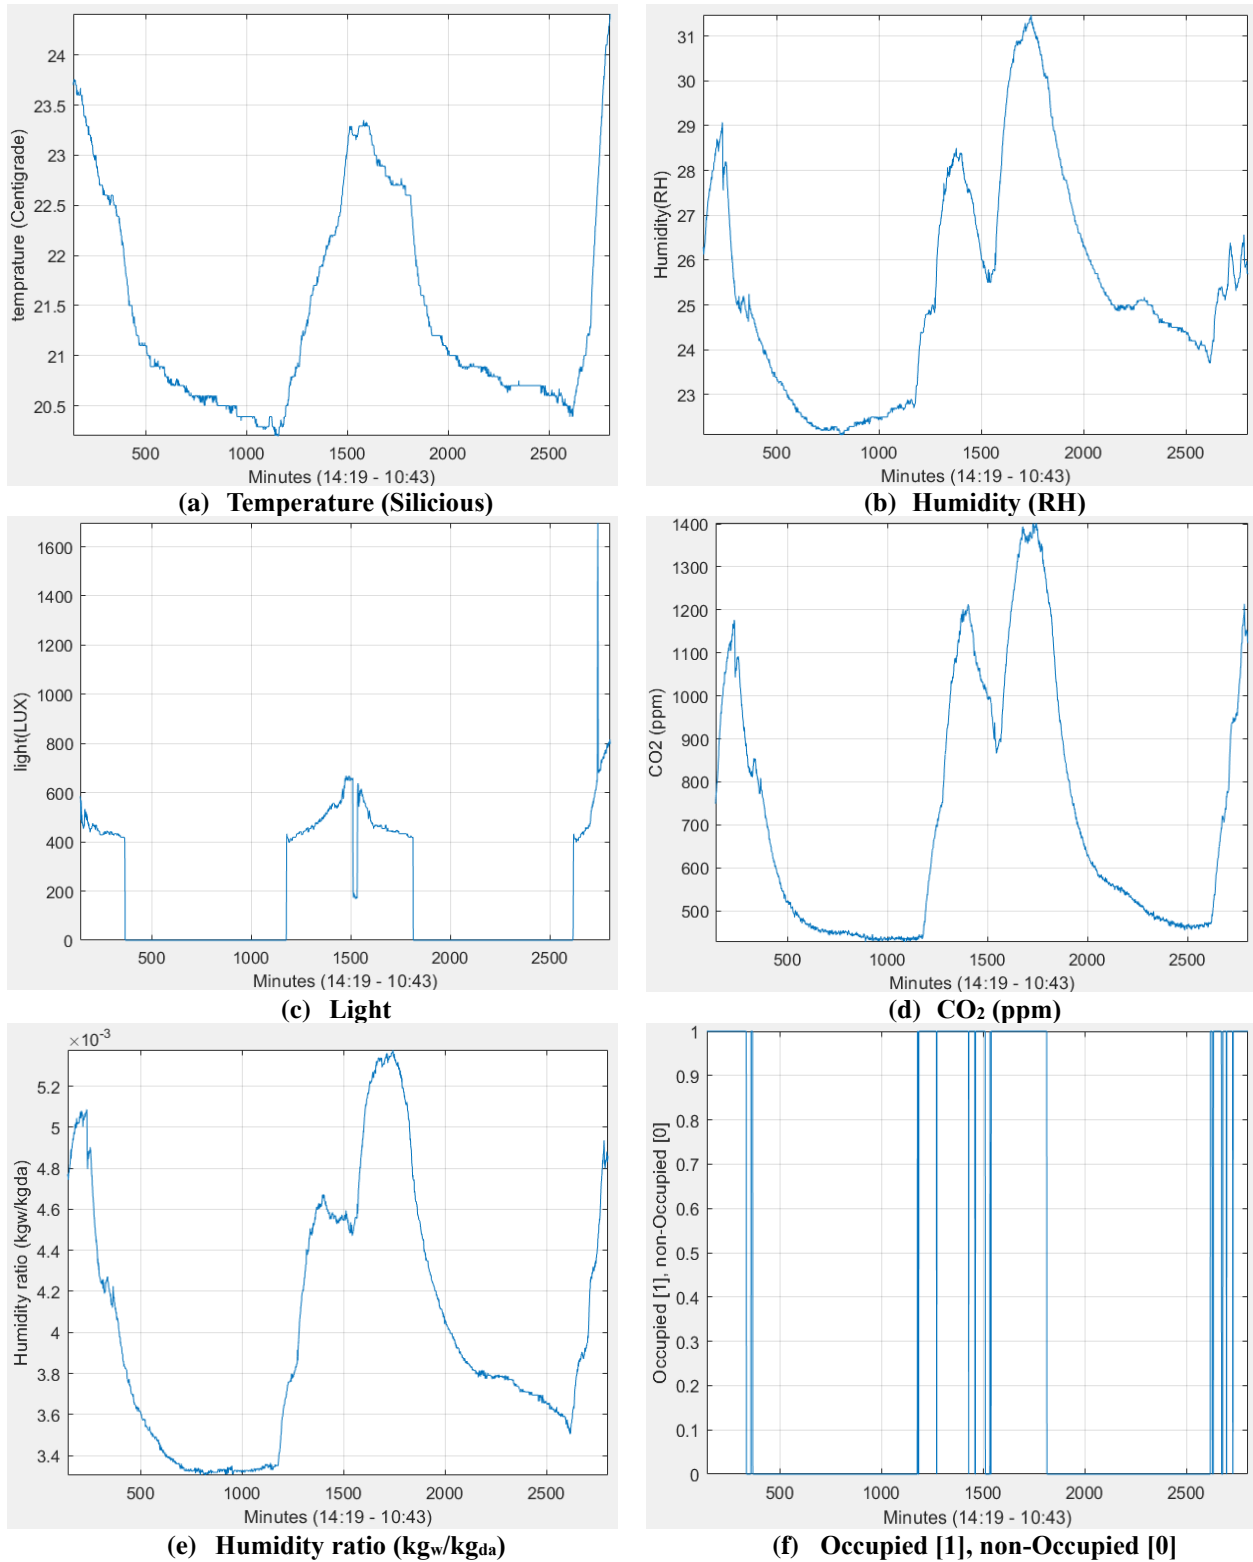 24
23.5
23
22.5
22
21.5
21
20.5
temprature (Centigrade)
500 1000 1500 2000 2500
Minutes (14:19 - 10:43)
(a) Temperature (Silicious)
31
30
29
28
27
26
25
24
23
Humidity(RH)
500 1000 1500 2000 2500
Minutes (14:19 - 10:43)
(b) Humidity (RH)
1600
1400
1200
1000
800
600
400
200
0
light(LUX)
500 1000 1500 2000 2500
Minutes (14:19 - 10:43)
(c) Light
1400
1300
1200
1100
1000
900
800
700
600
500
CO2 (ppm)
500 1000 1500 2000 2500
Minutes (14:19 - 10:43)
(d) CO₂ (ppm)
×10⁻³
5.2
5
4.8
4.6
4.4
4.2
4
3.8
3.6
3.4
Humidity ratio (kgw/kgda)
500 1000 1500 2000 2500
Minutes (14:19 - 10:43)
(e) Humidity ratio (kgw/kgda)
1
0.9
0.8
0.7
0.6
0.5
0.4
0.3
0.2
0.1
0
Occupied [1], non-Occupied [0]
500 1000 1500 2000 2500
Minutes (14:19 - 10:43)
(f) Occupied [1], non-Occupied [0]